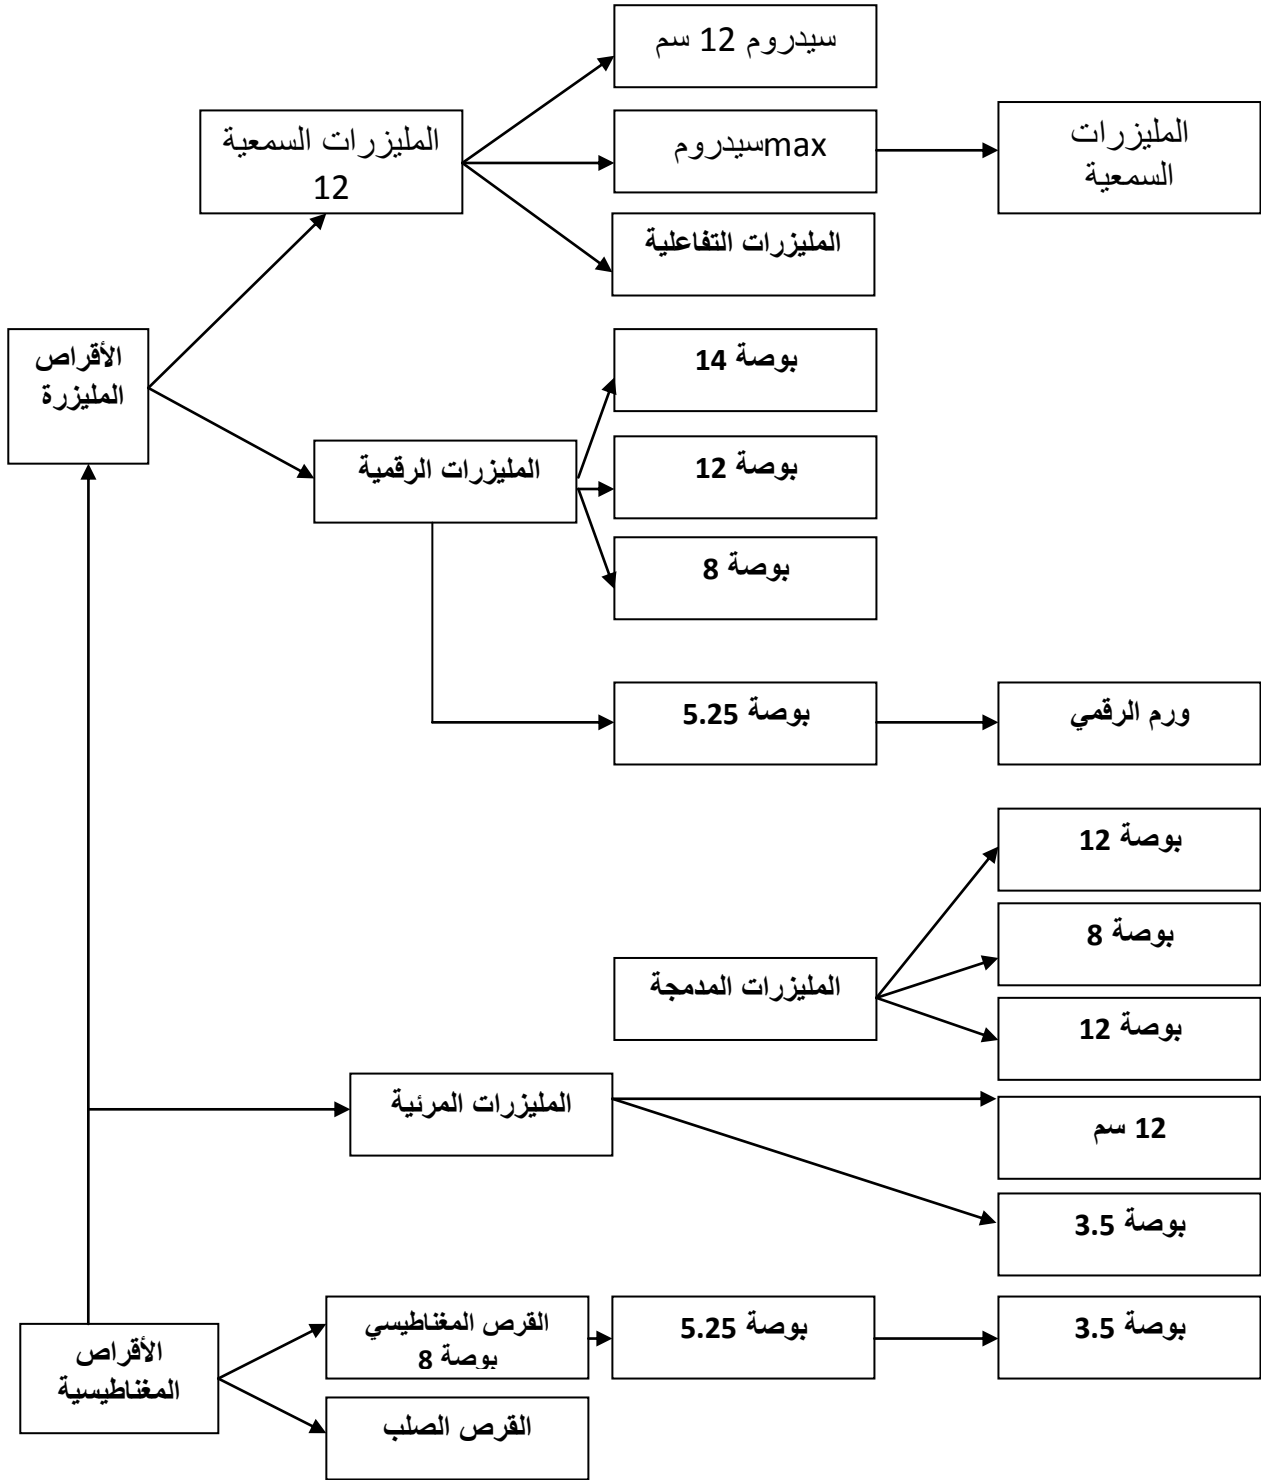 سيدروم 12 سم
المليزرات السمعية
12
سيدروم max
المليزرات
السمعية
المليزرات التفاعلية
الأقراص
المليزرة
14 بوصة
المليزرات الرقمية
12 بوصة
8 بوصة
5.25 بوصة
ورم الرقمي
12 بوصة
8 بوصة
المليزرات المدمجة
12 بوصة
المليزرات المرئية
12 سم
3.5 بوصة
الأقراص
المغناطيسية
القرص المغناطيسي
8 بوصة
5.25 بوصة
3.5 بوصة
القرص الصلب